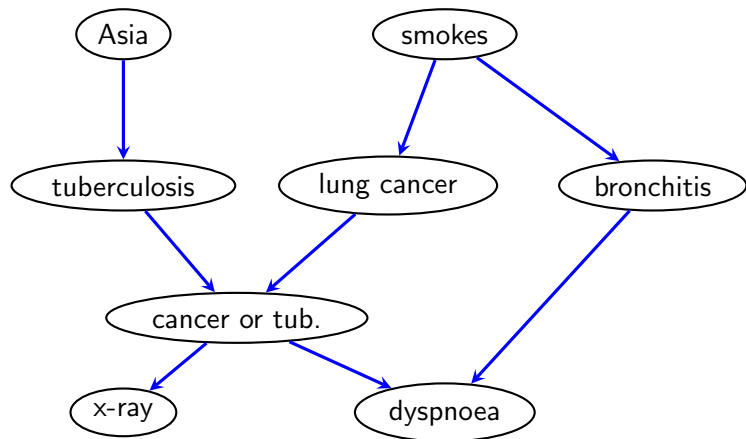 Asia
smokes
tuberculosis
lung cancer
bronchitis
cancer or tub.
x-ray
dyspnoea